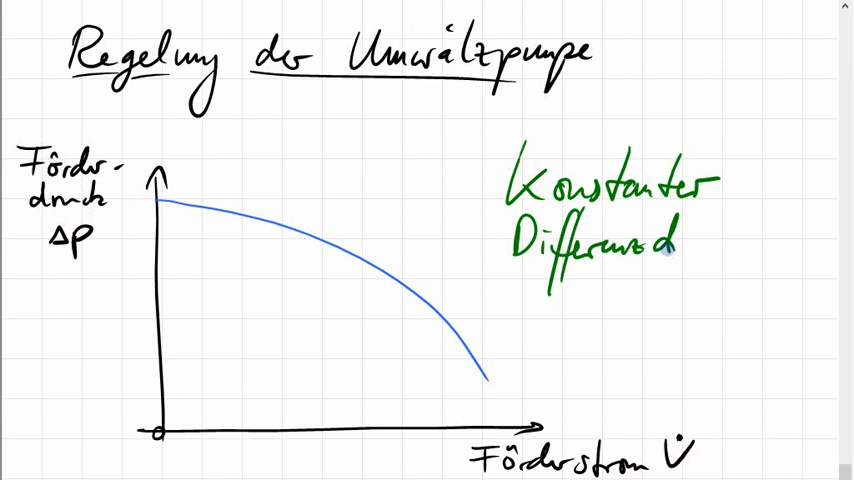 Regelung der Umwälzpumpe
Förder-
druck
Δp
Konstanter
Differenzd
Förderstrom V̇